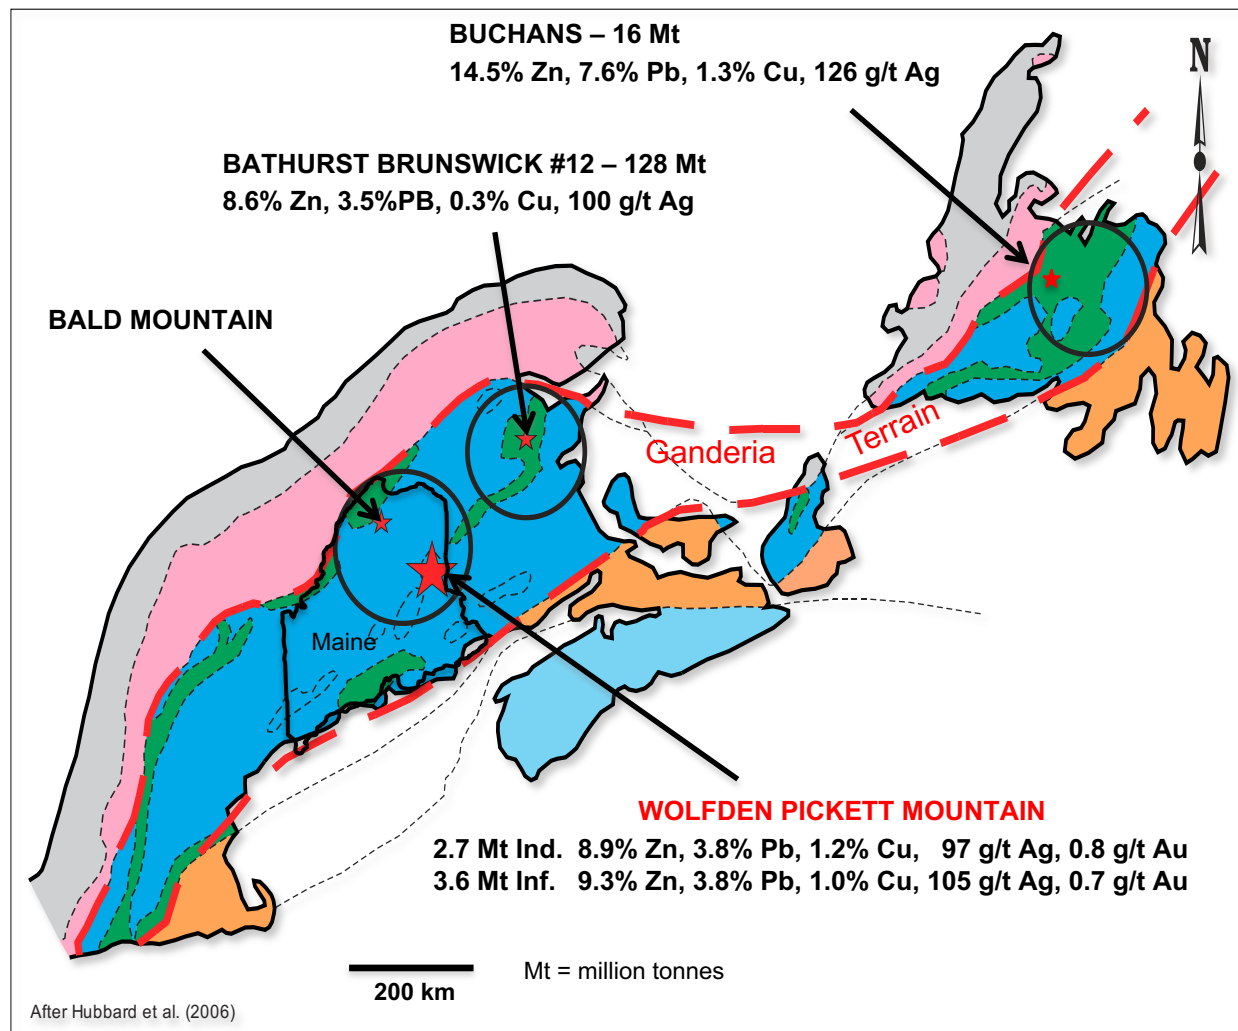 BUCHANS – 16 Mt
14.5% Zn, 7.6% Pb, 1.3% Cu, 126 g/t Ag
N
BATHURST BRUNSWICK #12 – 128 Mt
8.6% Zn, 3.5%PB, 0.3% Cu, 100 g/t Ag
BALD MOUNTAIN
Ganderia
Terrain
Maine
WOLFDEN PICKETT MOUNTAIN
2.7 Mt Ind. 8.9% Zn, 3.8% Pb, 1.2% Cu, 97 g/t Ag, 0.8 g/t Au
3.6 Mt Inf. 9.3% Zn, 3.8% Pb, 1.0% Cu, 105 g/t Ag, 0.7 g/t Au
200 km
Mt = million tonnes
After Hubbard et al. (2006)